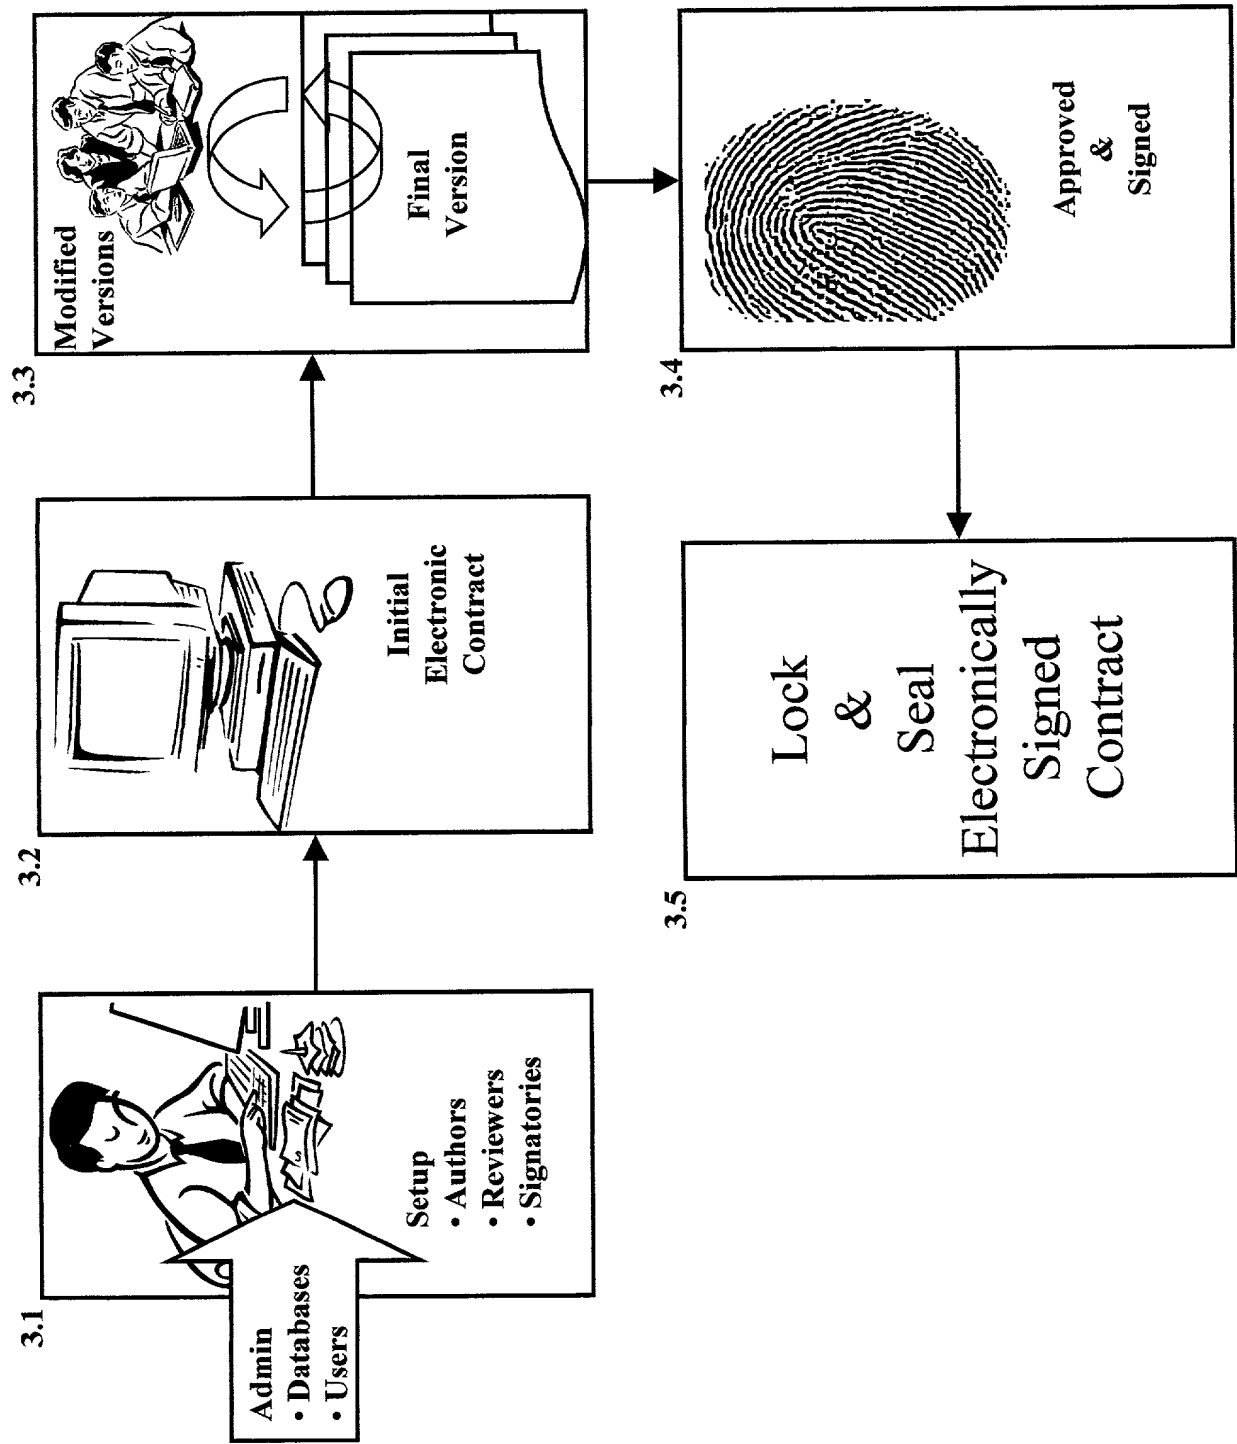 3.1
Admin
• Databases
• Users
Setup
• Authors
• Reviewers
• Signatories
3.2
Initial
Electronic
Contract
3.3
Modified
Versions
Final
Version
3.4
Approved
&
Signed
3.5
Lock
&
Seal
Electronically
Signed
Contract